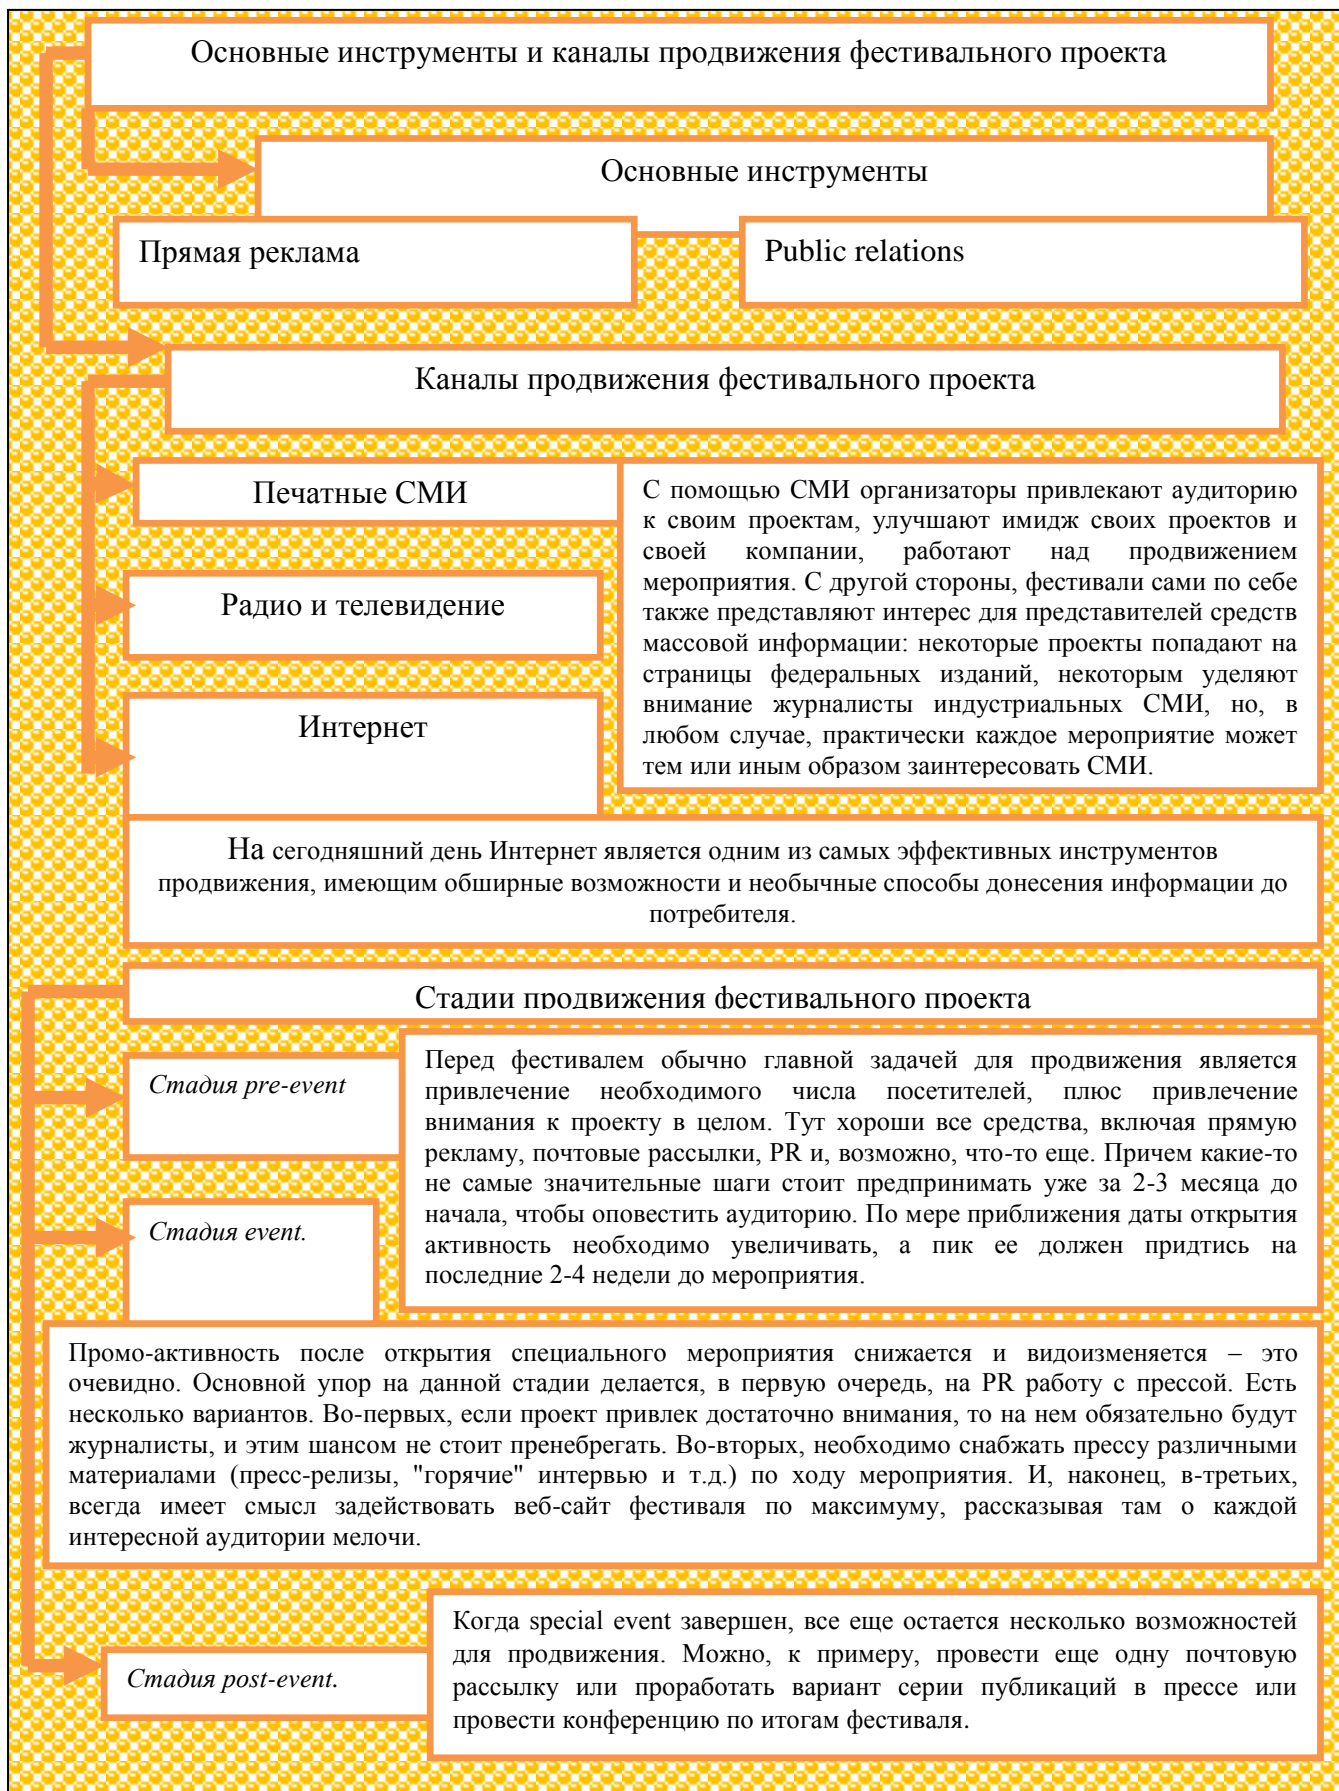 Основные инструменты и каналы продвижения фестивального проекта
Основные инструменты
Прямая реклама
Public relations
Каналы продвижения фестивального проекта
Печатные СМИ
Радио и телевидение
Интернет
С помощью СМИ организаторы привлекают аудиторию
к своим проектам, улучшают имидж своих проектов и
своей компании, работают над продвижением
мероприятия. С другой стороны, фестивали сами по себе
также представляют интерес для представителей средств
массовой информации: некоторые проекты попадают на
страницы федеральных изданий, некоторым уделяют
внимание журналисты индустриальных СМИ, но, в
любом случае, практически каждое мероприятие может
тем или иным образом заинтересовать СМИ.
На сегодняшний день Интернет является одним из самых эффективных инструментов
продвижения, имеющим обширные возможности и необычные способы донесения информации до
потребителя.
Стадии продвижения фестивального проекта
Стадия pre-event
Перед фестивалем обычно главной задачей для продвижения является
привлечение необходимого числа посетителей, плюс привлечение
внимания к проекту в целом. Тут хороши все средства, включая прямую
рекламу, почтовые рассылки, PR и, возможно, что-то еще. Причем какие-то
не самые значительные шаги стоит предпринимать уже за 2-3 месяца до
начала, чтобы оповестить аудиторию. По мере приближения даты открытия
активность необходимо увеличивать, а пик ее должен придтись на
последние 2-4 недели до мероприятия.
Стадия event.
Промо-активность после открытия специального мероприятия снижается и видоизменяется – это
очевидно. Основной упор на данной стадии делается, в первую очередь, на PR работу с прессой. Есть
несколько вариантов. Во-первых, если проект привлек достаточно внимания, то на нем обязательно будут
журналисты, и этим шансом не стоит пренебрегать. Во-вторых, необходимо снабжать прессу различными
материалами (пресс-релизы, "горячие" интервью и т.д.) по ходу мероприятия. И, наконец, в-третьих,
всегда имеет смысл задействовать веб-сайт фестиваля по максимуму, рассказывая там о каждой
интересной аудитории мелочи.
Стадия post-event.
Когда special event завершен, все еще остается несколько возможностей
для продвижения. Можно, к примеру, провести еще одну почтовую
рассылку или проработать вариант серии публикаций в прессе или
провести конференцию по итогам фестиваля.